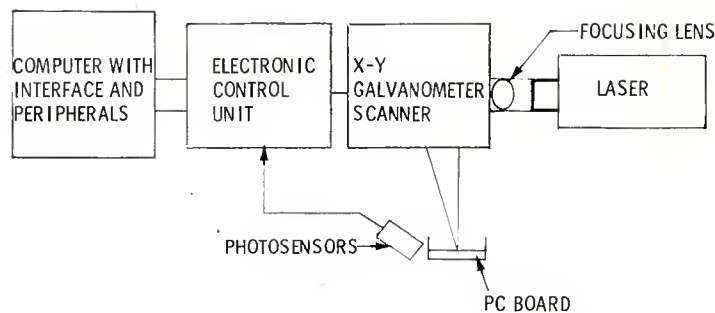 FOCUSING LENS
COMPUTER WITH
INTERFACE AND
PERIPHERALS
ELECTRONIC
CONTROL
UNIT
X-Y
GALVANOMETER
SCANNER
LASER
PHOTOSENSORS
PC BOARD